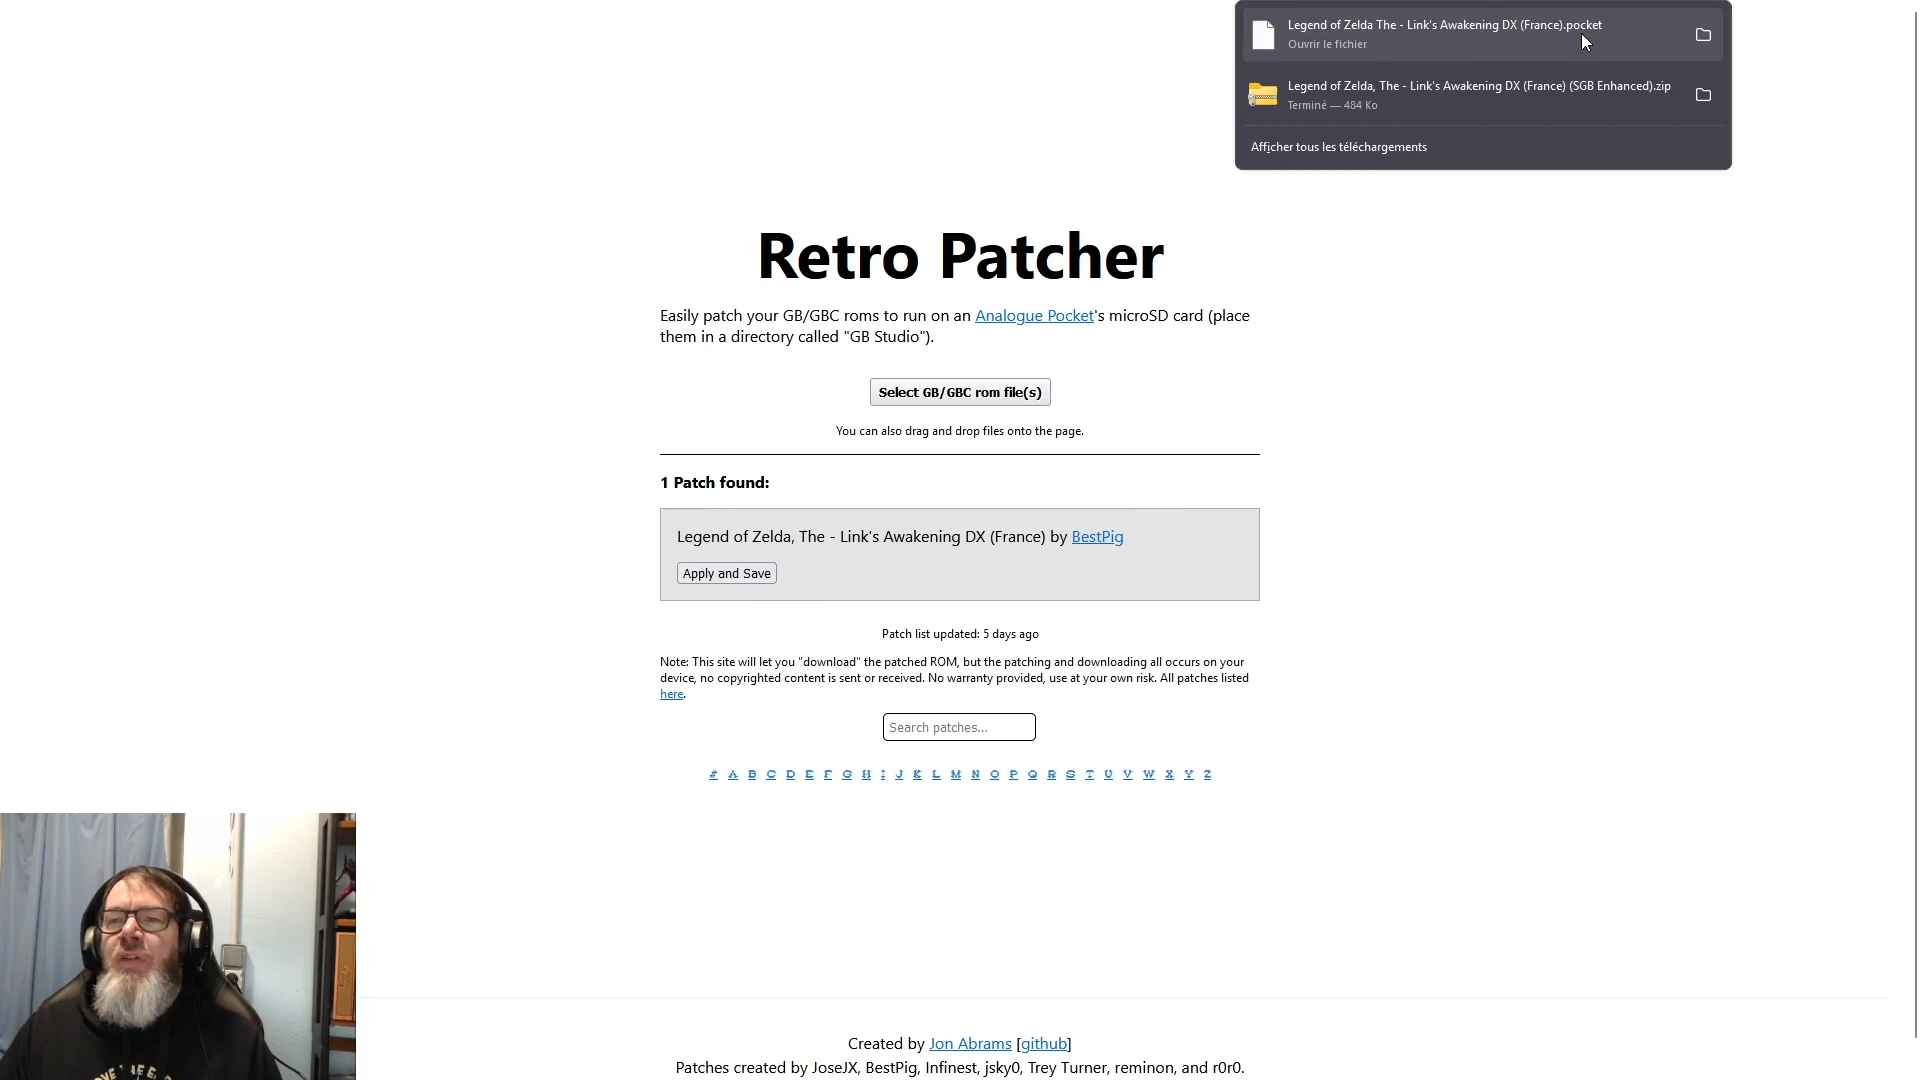 Legend of Zelda The - Link's Awakening DX (France).pocket
Ouvrir le fichier
Legend of Zelda, The - Link's Awakening DX (France) (SGB Enhanced).zip
Terminé — 484 Ko
Afficher tous les téléchargements
Retro Patcher
Easily patch your GB/GBC roms to run on an Analogue Pocket's microSD card (place
them in a directory called "GB Studio").
Select GB/GBC rom file(s)
You can also drag and drop files onto the page.
1 Patch found:
Legend of Zelda, The - Link's Awakening DX (France) by BestPig
Apply and Save
Patch list updated: 5 days ago
Note: This site will let you "download" the patched ROM, but the patching and downloading all occurs on your
device, no copyrighted content is sent or received. No warranty provided, use at your own risk. All patches listed
here.
Search patches...
# A B C D E F G H I J K L M N O P Q R S T U V W X Y Z
Created by Jon Abrams [github]
Patches created by JoseJX, BestPig, Infinest, jsky0, Trey Turner, reminon, and r0r0.